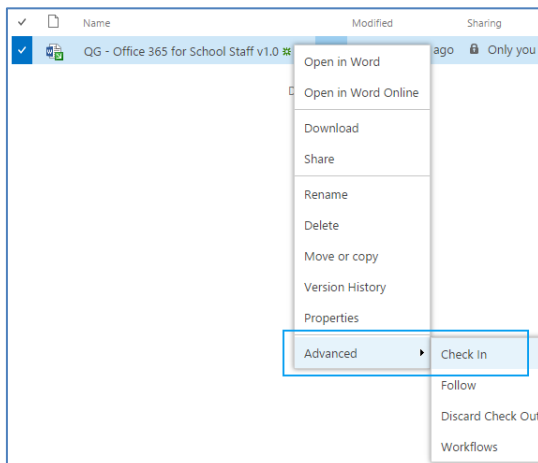 Name Modified Sharing
QG - Office 365 for School Staff v1.0 ago Only you
Open in Word
Open in Word Online
Download
Share
Rename
Delete
Move or copy
Version History
Properties
Advanced Check In
Follow
Discard Check Out
Workflows